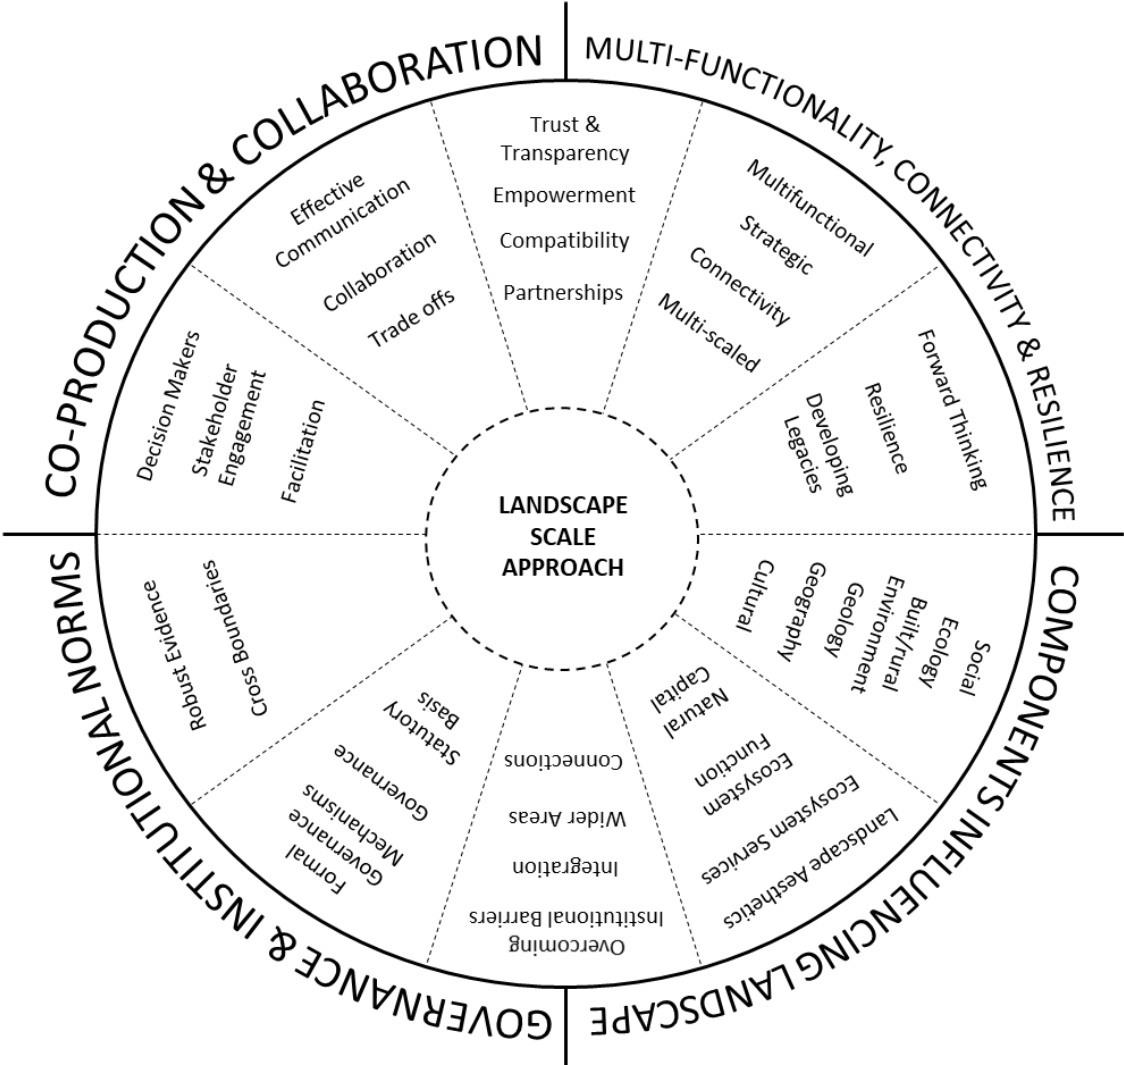 CO-PRODUCTION & COLLABORATION
MULTI-FUNCTIONALITY, CONNECTIVITY & RESILIENCE
COMPONENTS INFLUENCING LANDSCAPE
GOVERNANCE & INSTITUTIONAL NORMS
Trust &
Transparency
Empowerment
Compatibility
Partnerships
Multifunctional
Strategic
Connectivity
Multi-scaled
Forward Thinking
Resilience
Developing
Legacies
Social
Ecology
Built/rural
Environment
Geology
Geography
Cultural
Natural
Capital
Ecosystem
Function
Ecosystem Services
Landscape Aesthetics
Connections
Wider Areas
Integration
Overcoming
Institutional Barriers
Statutory
Basis
Governance
Formal
Governance
Mechanisms
Cross Boundaries
Robust Evidence
Decision Makers
Stakeholder
Engagement
Facilitation
Effective
Communication
Collaboration
Trade offs
LANDSCAPE
SCALE
APPROACH